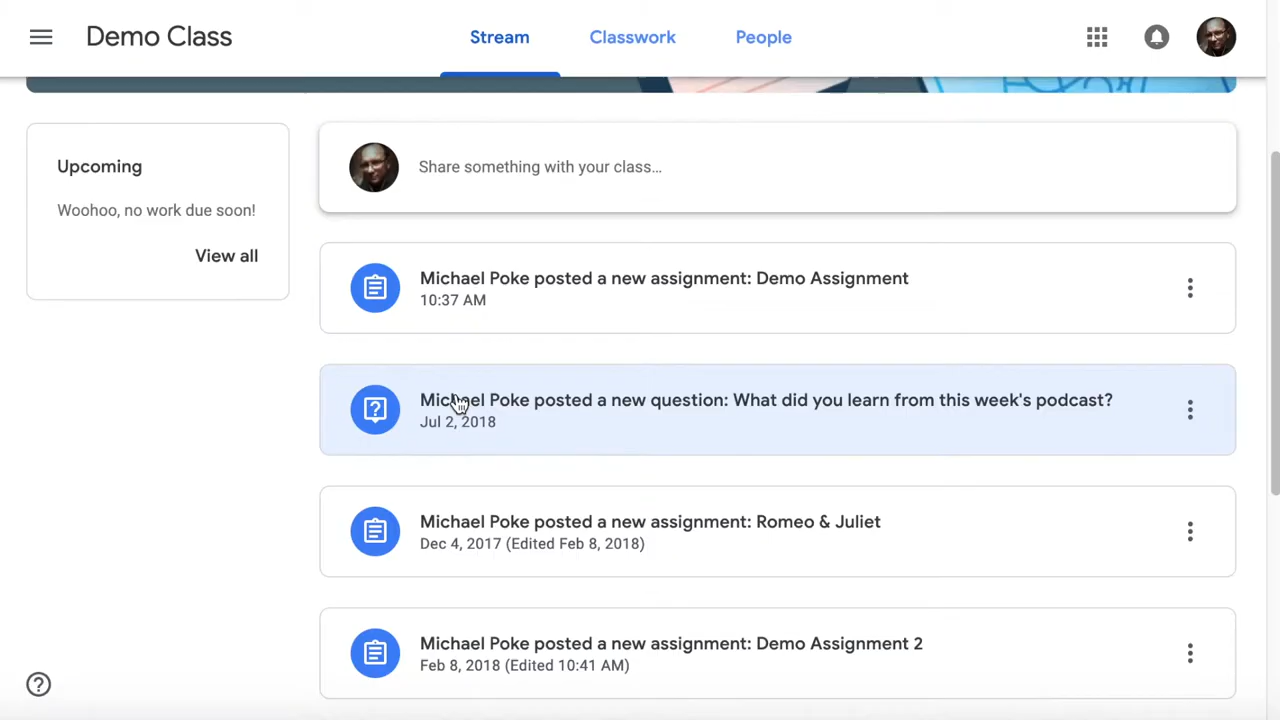 Demo Class
Stream
Classwork
People
Upcoming
Woohoo, no work due soon!
View all
Share something with your class…
Michael Poke posted a new assignment: Demo Assignment
10:37 AM
Michael Poke posted a new question: What did you learn from this week's podcast?
Jul 2, 2018
Michael Poke posted a new assignment: Romeo & Juliet
Dec 4, 2017 (Edited Feb 8, 2018)
Michael Poke posted a new assignment: Demo Assignment 2
Feb 8, 2018 (Edited 10:41 AM)